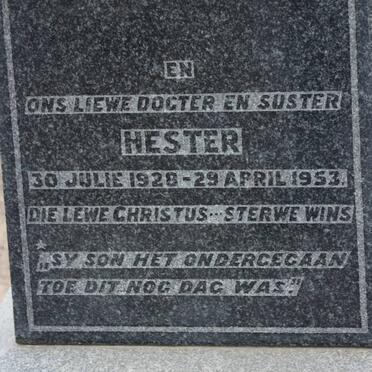 EN
ONS LIEWE DOGTER EN SUSTER
HESTER
30 JULIE 1928-29 APRIL 1953.
DIE LEWE CHRISTUS... STERWE WINS
„SY SON HET ONDERGEGAAN
TOE DIT NOG DAG WAS"